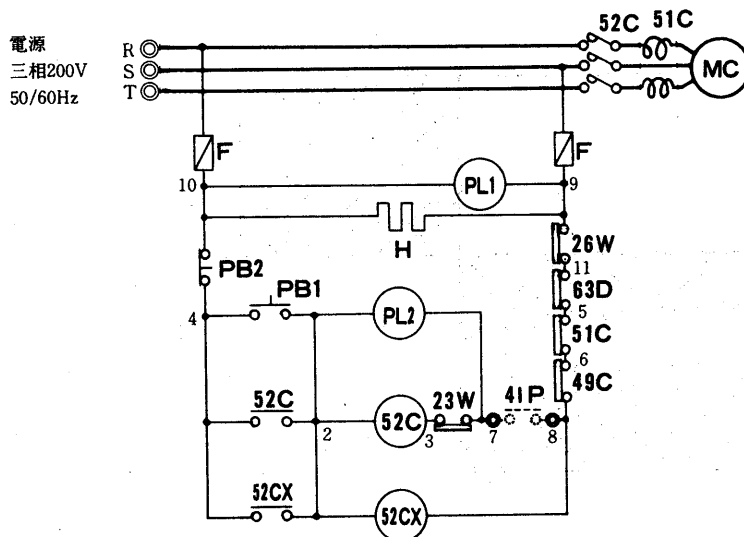 電源
三相200V
50/60Hz
R
S
T
52C
51C
MC
F
F
10
PL1
9
H
26W
11
PB2
63D
5
4
PB1
PL2
51C
6
49C
52C
2
52C
3
23W
7
41P
8
52CX
52CX